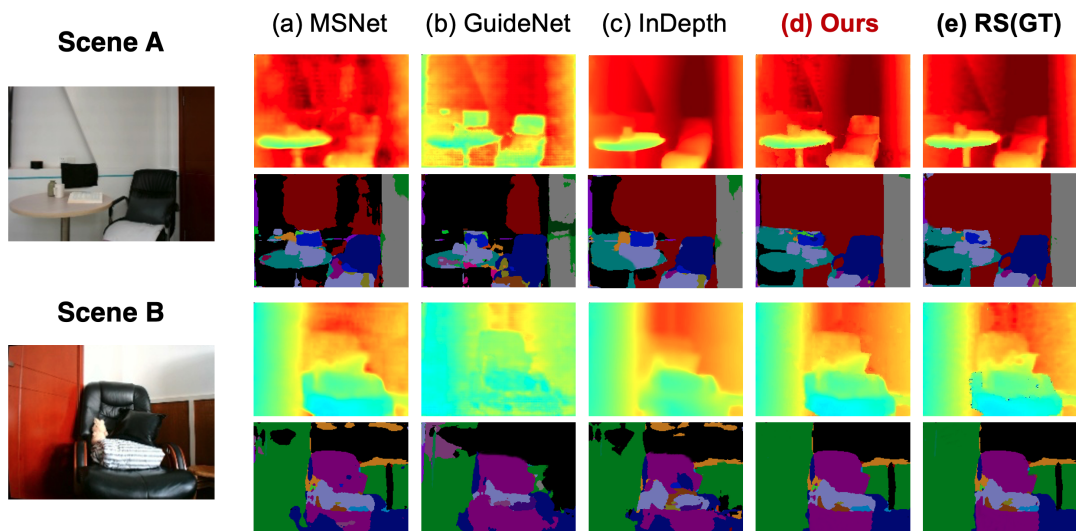 (a) MSNet (b) GuideNet (c) InDepth (d) Ours (e) RS(GT)
Scene A
Scene B